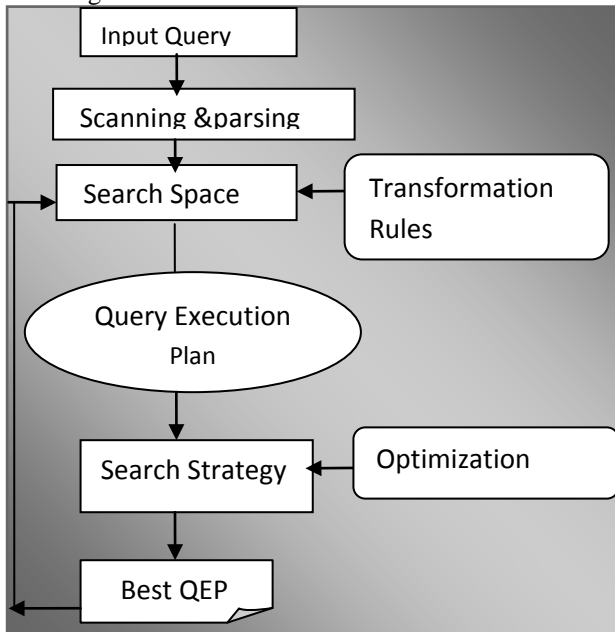 Input Query
Scanning &parsing
Search Space
Transformation
Rules
Query Execution
Plan
Search Strategy
Optimization
Best QEP